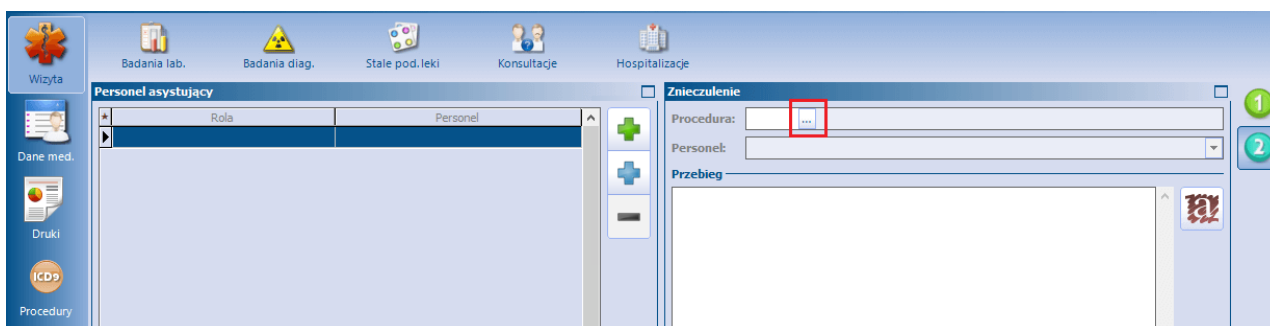 Wizyta
Badania lab.
Badania diag.
Stale pod. leki
Konsultacje
Hospitalizacje
Personel asystujący
Rola
Personel
Dane med.
Druki
ICD9
Procedury
Znieczulenie
Procedura:
...
Personel:
Przebieg
a
1
2